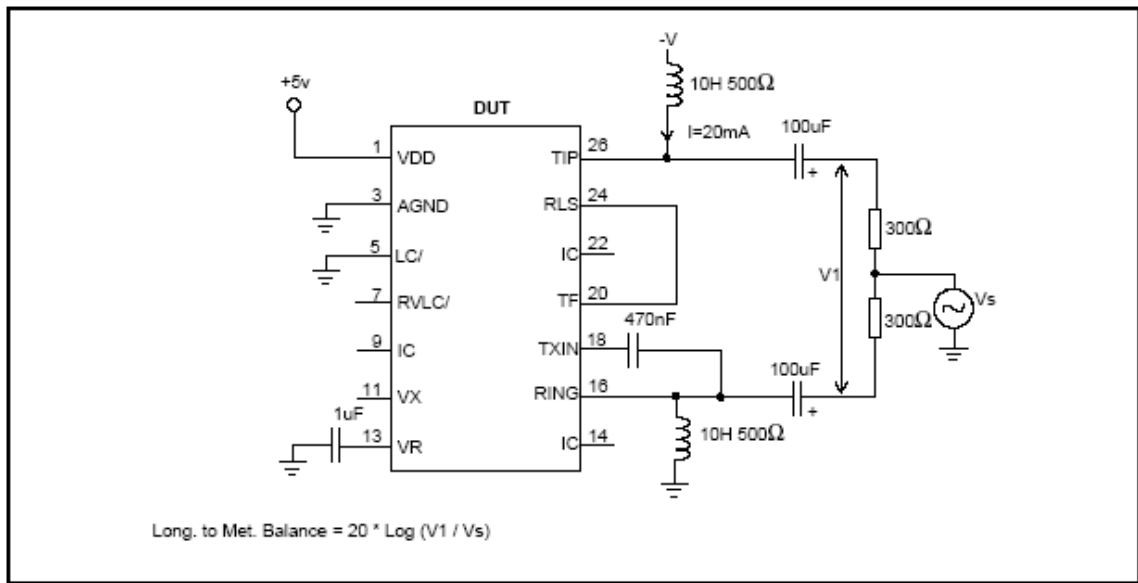 -V
10H 500Ω
+5v
DUT
I=20mA
100uF
1 VDD
TIP 26
3 AGND
RLS 24
300Ω
5 LC/
IC 22
V1
Vs
7 RVLC/
TF 20
300Ω
470nF
9 IC
TXIN 18
100uF
11 VX
RING 16
1uF
10H 500Ω
13 VR
IC 14
+
+
Long. to Met. Balance = 20 * Log (V1 / Vs)